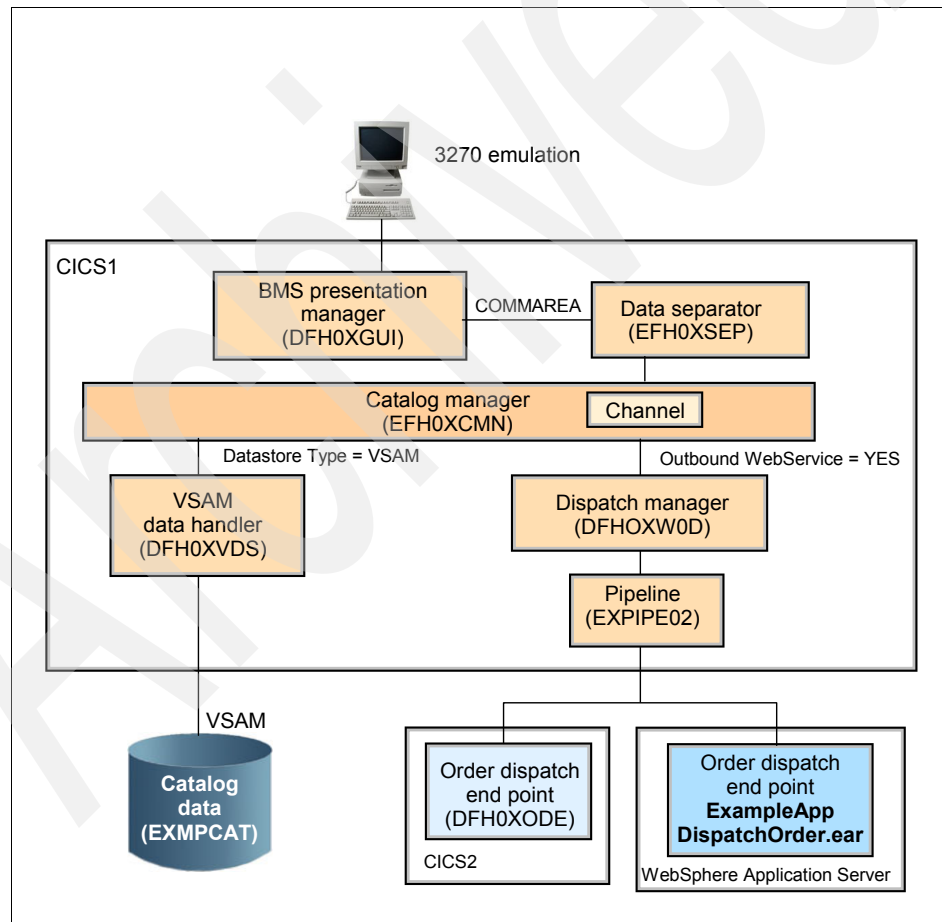 3270 emulation
CICS1
BMS presentation
manager
(DFH0XGUI)
COMMAREA
Data separator
(EFH0XSEP)
Catalog manager
(EFH0XCMN)
Channel
Datastore Type = VSAM
Outbound WebService = YES
VSAM
data handler
(DFH0XVDS)
Dispatch manager
(DFHOXW0D)
Pipeline
(EXPIPE02)
VSAM
Catalog
data
(EXMPCAT)
Order dispatch
end point
(DFH0XODE)
CICS2
Order dispatch
end point
ExampleApp
DispatchOrder.ear
WebSphere Application Server
Archived